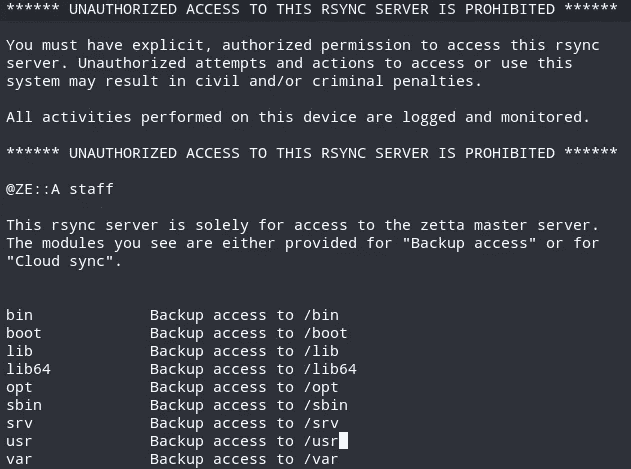 ****** UNAUTHORIZED ACCESS TO THIS RSYNC SERVER IS PROHIBITED ******
You must have explicit, authorized permission to access this rsync
server. Unauthorized attempts and actions to access or use this
system may result in civil and/or criminal penalties.
All activities performed on this device are logged and monitored.
****** UNAUTHORIZED ACCESS TO THIS RSYNC SERVER IS PROHIBITED ******
@ZE::A staff
This rsync server is solely for access to the zetta master server.
The modules you see are either provided for "Backup access" or for
"Cloud sync".
bin Backup access to /bin
boot Backup access to /boot
lib Backup access to /lib
lib64 Backup access to /lib64
opt Backup access to /opt
sbin Backup access to /sbin
srv Backup access to /srv
usr Backup access to /usr
var Backup access to /var